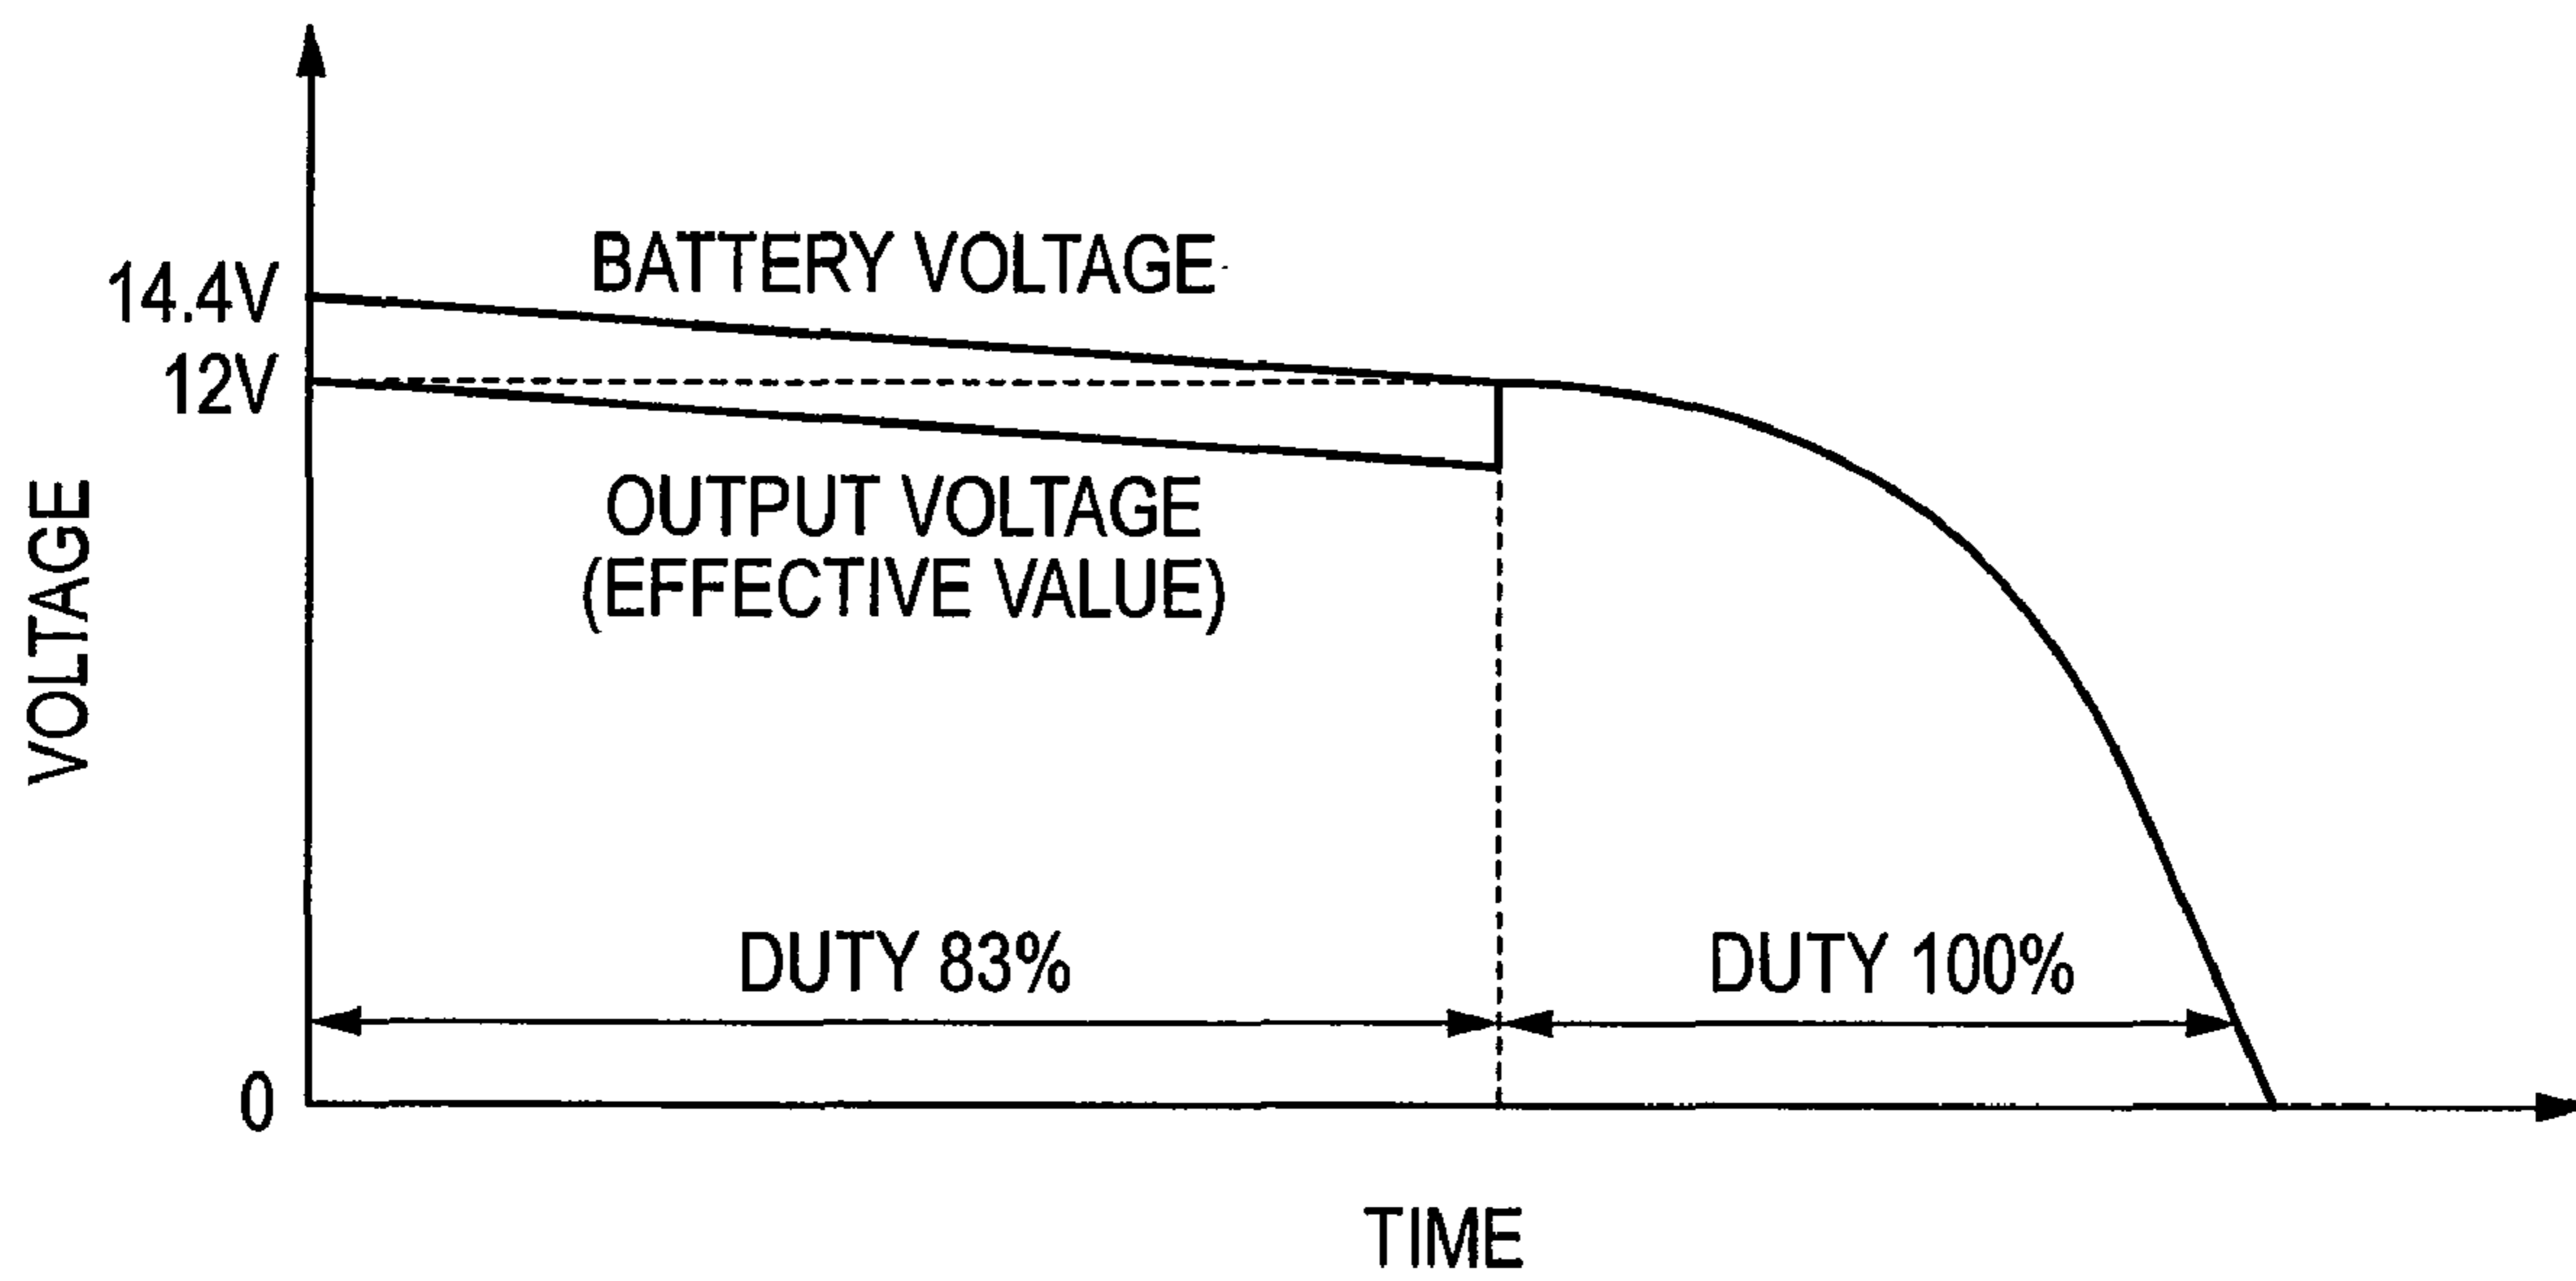 BATTERY VOLTAGE
14.4V
12V
OUTPUT VOLTAGE
(EFFECTIVE VALUE)
VOLTAGE
DUTY 83%
DUTY 100%
0
TIME